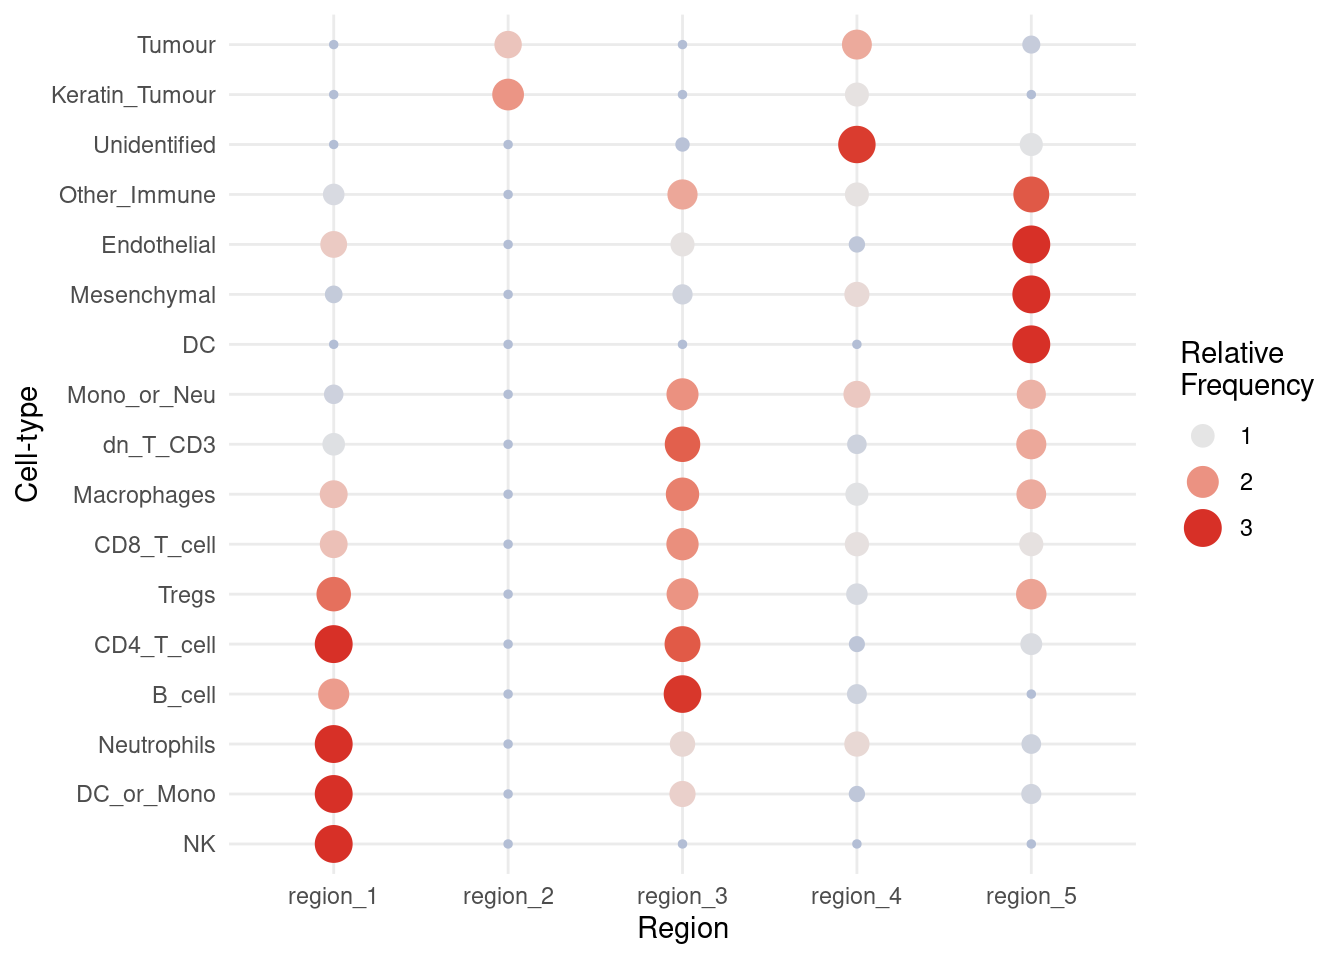 Tumour
Keratin_Tumour
Unidentified
Other_Immune
Endothelial
Mesenchymal
DC
Mono_or_Neu
dn_T_CD3
Macrophages
CD8_T_cell
Tregs
CD4_T_cell
B_cell
Neutrophils
DC_or_Mono
NK
Cell-type
region_1 region_2 region_3 region_4 region_5
Region
Relative
Frequency
1
2
3